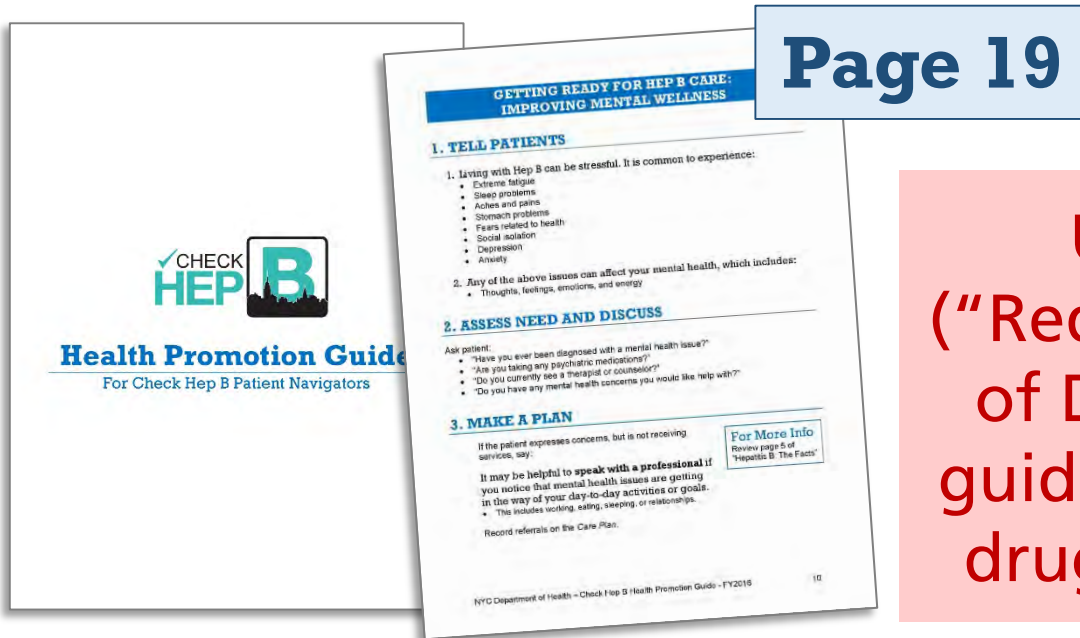 CHECK
HEP B
Health Promotion Guide
For Check Hep B Patient Navigators
GETTING READY FOR HEP B CARE:
IMPROVING MENTAL WELLNESS
1. TELL PATIENTS
1. Living with Hep B can be stressful. It is common to experience:
• Extreme fatigue
• Sleep problems
• Aches and pains
• Stomach problems
• Fears related to health
• Social isolation
• Depression
• Anxiety
2. Any of the above issues can affect your mental health, which includes:
• Thoughts, feelings, emotions, and energy
2. ASSESS NEED AND DISCUSS
Ask patient:
• "Have you ever been diagnosed with a mental health issue?"
• "Are you taking any psychiatric medications?"
• "Do you currently see a therapist or counselor?"
• "Do you have any mental health concerns you would like help with?"
3. MAKE A PLAN
If the patient expresses concerns, but is not receiving
services, say:
It may be helpful to speak with a professional if
you notice that mental health issues are getting
in the way of your day-to-day activities or goals.
• This includes working, eating, sleeping, or relationships.
Record referrals on the Care Plan.
For More Info
Review page 5 of
"Hepatitis B: The Facts"
NYC Department of Health – Check Hep B Health Promotion Guide - FY2016
Page 19
of
guid
drug